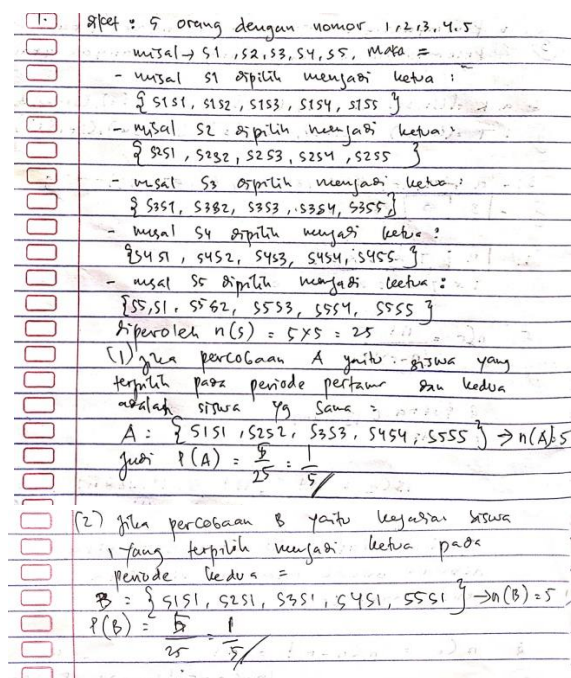 1. diket : 5 orang dengan nomor 1,2,3,4,5
misal → S1, S2, S3, S4, S5, Maka =
- misal S1 dipilih menjadi ketua :
{ S1S1, S1S2, S1S3, S1S4, S1S5 }
- misal S2 dipilih menjadi ketua :
{ S2S1, S2S2, S2S3, S2S4, S2S5 }
- misal S3 dipilih menjadi ketua :
{ S3S1, S3S2, S3S3, S3S4, S3S5 }
- misal S4 dipilih menjadi ketua :
{ S4S1, S4S2, S4S3, S4S4, S4S5 }
- misal S5 dipilih menjadi ketua :
{ S5,S1, S5S2, S5S3, S5S4, S5S5 }
diperoleh n(S) = 5x5 = 25
(1) jika percobaan A yaitu siswa yang
terpilih pada periode pertama dan kedua
adalah siswa yg sama =
A : { S1S1, S2S2, S3S3, S4S4, S5S5 } → n(A)=5
jadi P(A) = 5/25 = 1/5
(2) jika percobaan B yaitu kejadian siswa
1 yang terpilih menjadi ketua pada
periode kedua =
B : { S1S1, S2S1, S3S1, S4S1, S5S1 } → n(B)=5
P(B) = 5/25 = 1/5